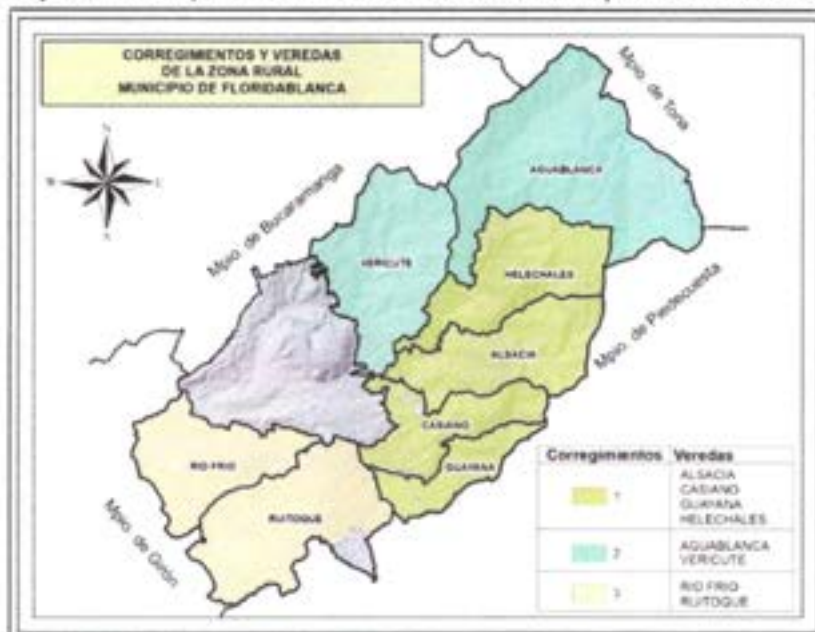 CORREGIMIENTOS Y VEREDAS
DE LA ZONA RURAL
MUNICIPIO DE FLORIDABLANCA
Mpio. de Tona
AGUABLANCA
Mpio. de Bucaramanga
VERICUTE
HELECHALES
Mpio. de Piedecuesta
ALSACIA
CASIANO
RIO FRIO
GUAYANA
RUITOQUE
Mpio. de Girón
N
W
E
S
Corregimientos Veredas
1
ALSACIA
CASIANO
GUAYANA
HELECHALES
2
AGUABLANCA
VERICUTE
3
RIO FRIO
RUITOQUE